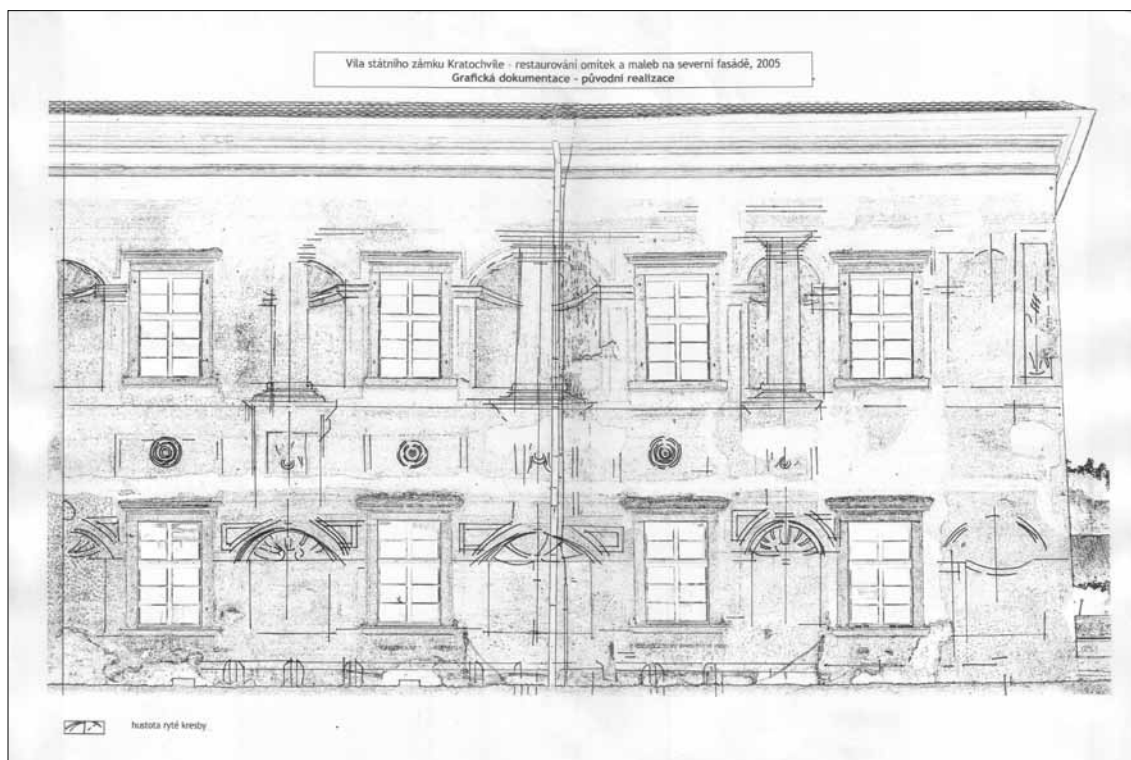 Vila státního zámku Kratochvíle - restaurování omítek a maleb na severní fasádě, 2005
Grafická dokumentace - původní realizace
hustota ryté kresby